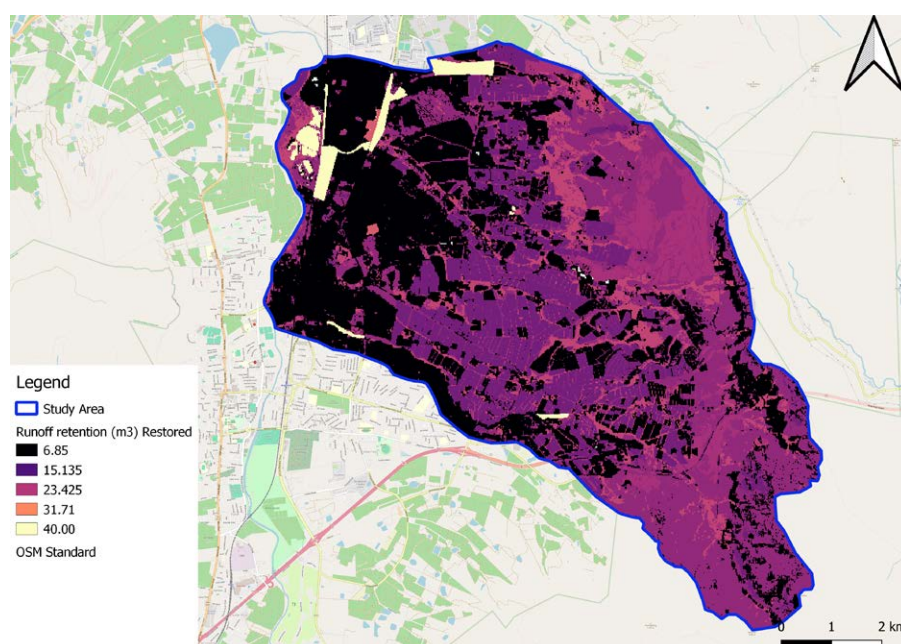 Legend
Study Area
Runoff retention (m3) Restored
6.85
15.135
23.425
31.71
40.00
OSM Standard
0 1 2 km